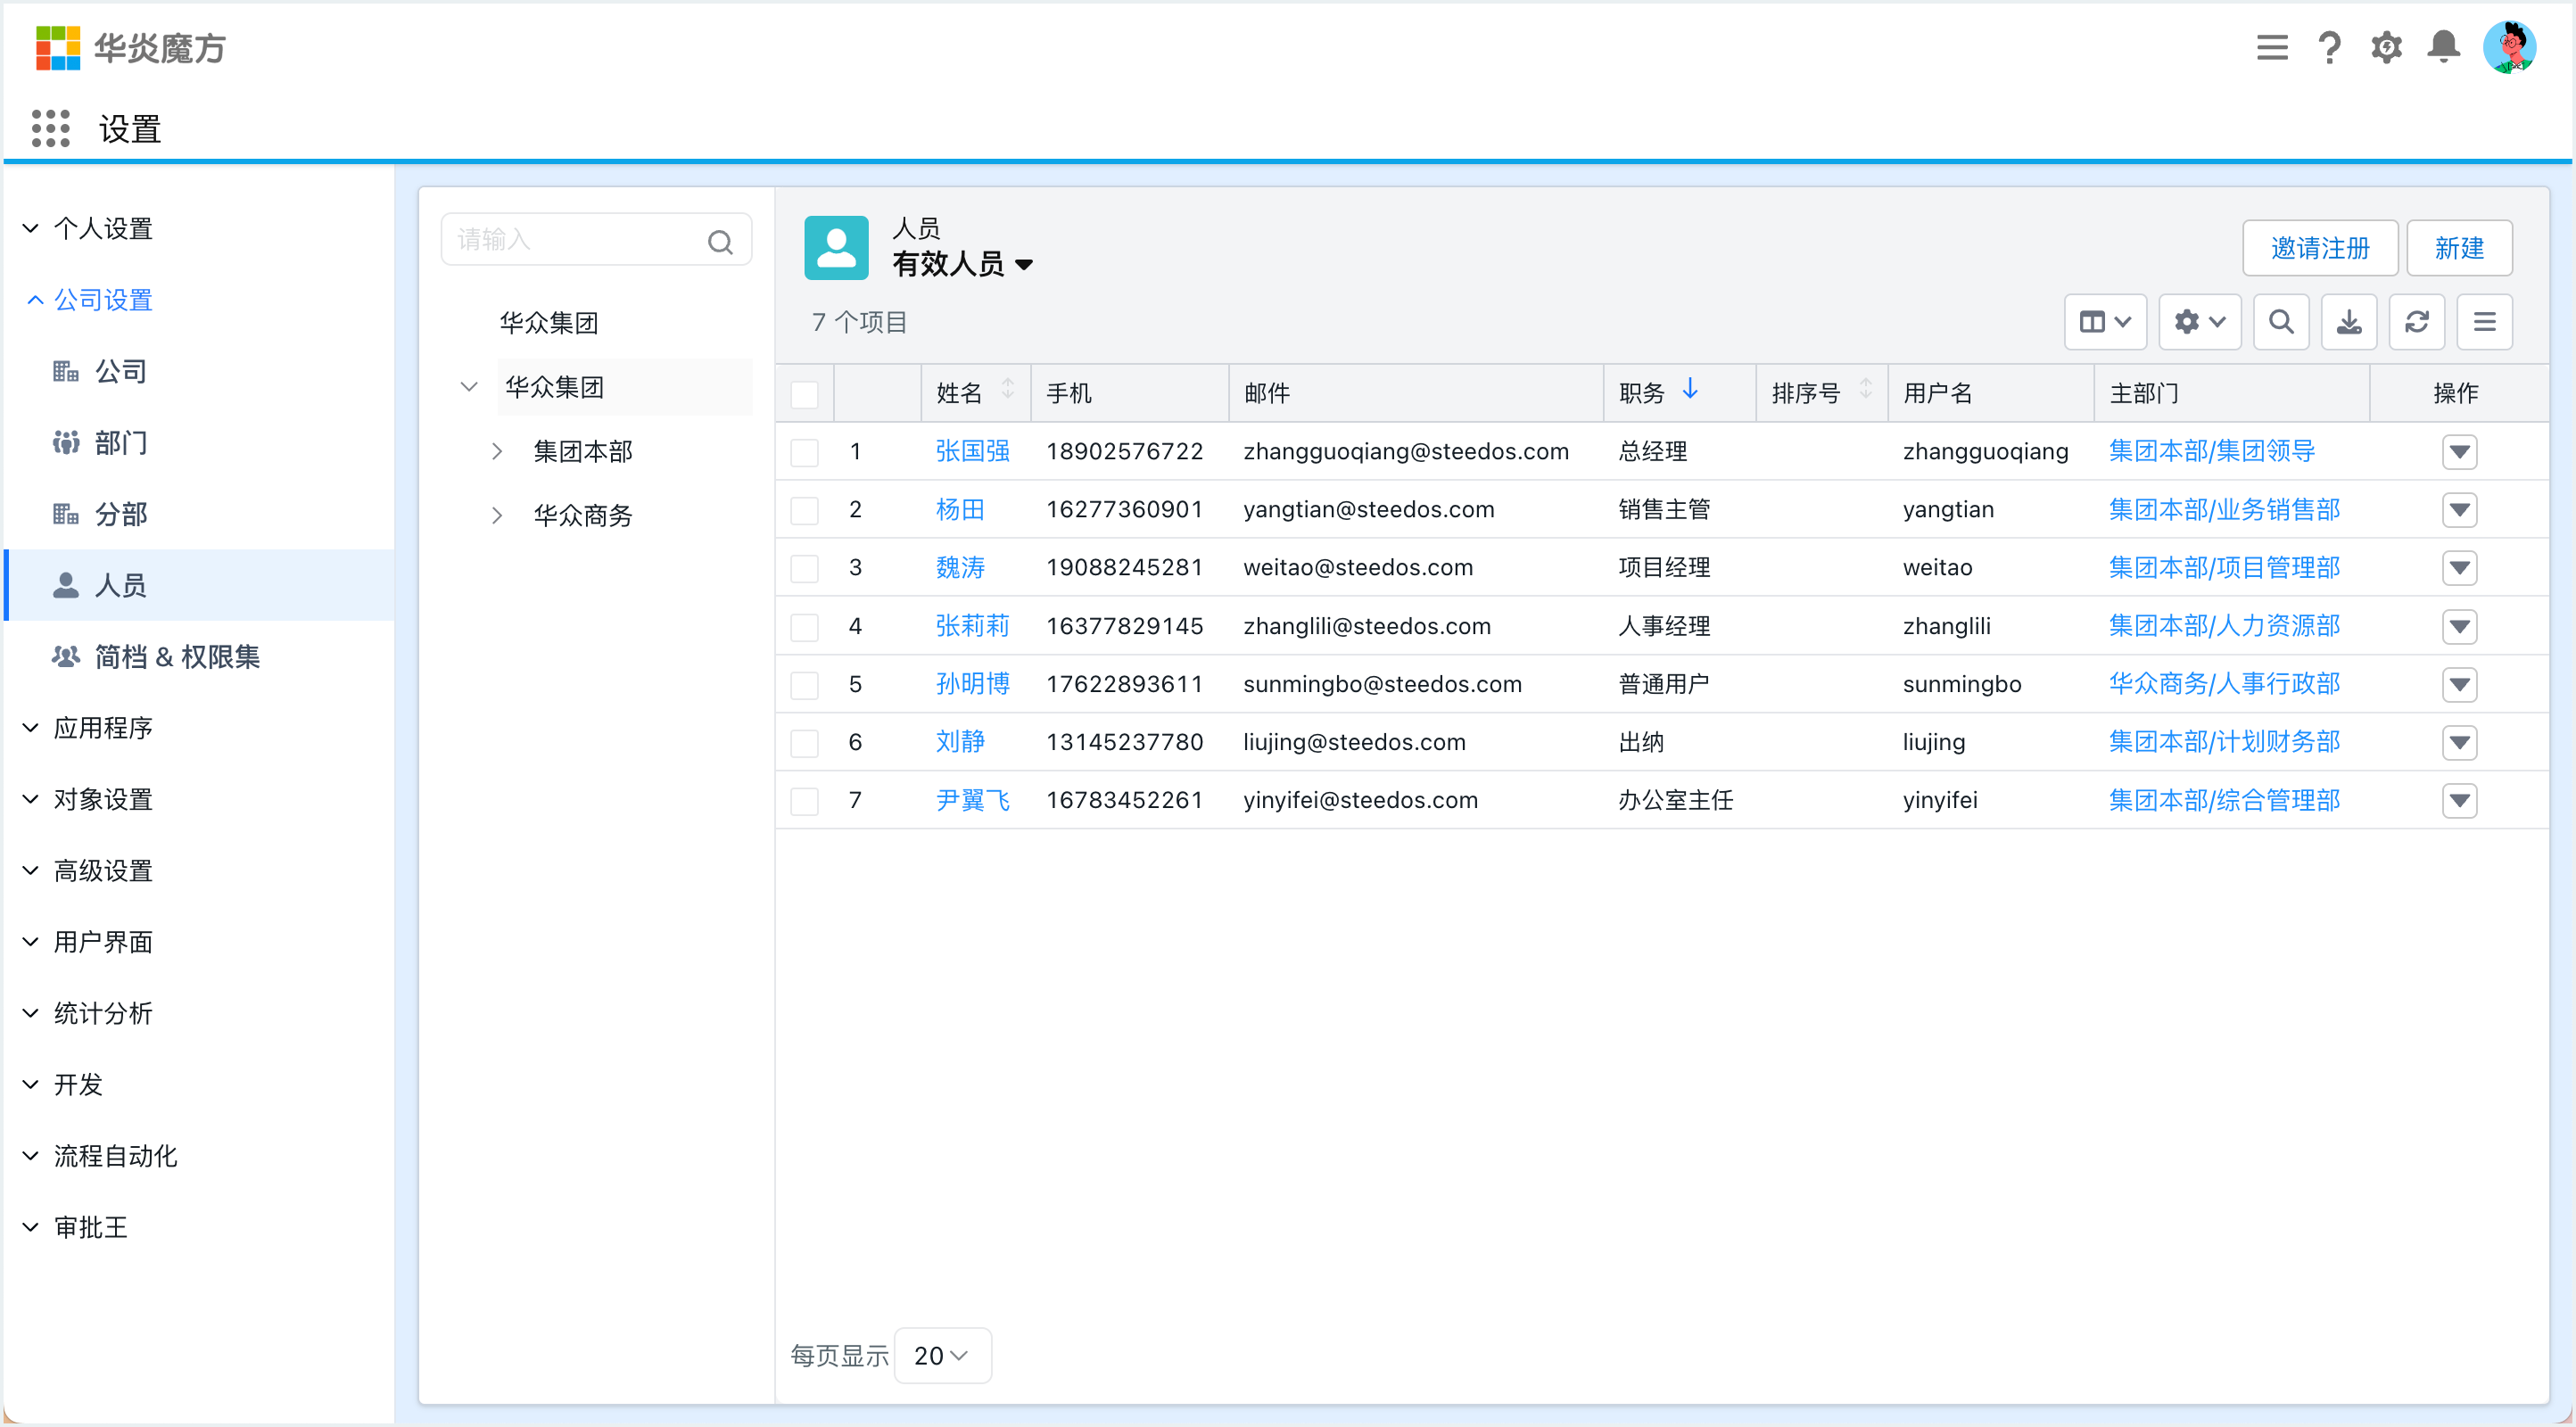 华炎魔方
设置
个人设置
公司设置
公司
部门
分部
人员
简档 & 权限集
应用程序
对象设置
高级设置
用户界面
统计分析
开发
流程自动化
审批王
请输入
华众集团
华众集团
集团本部
华众商务
人员
有效人员
7 个项目
邀请注册 新建
姓名 手机 邮件 职务 排序号 用户名 主部门 操作
1 张国强 18902576722 zhangguoqiang@steedos.com 总经理 zhangguoqiang 集团本部/集团领导
2 杨田 16277360901 yangtian@steedos.com 销售主管 yangtian 集团本部/业务销售部
3 魏涛 19088245281 weitao@steedos.com 项目经理 weitao 集团本部/项目管理部
4 张莉莉 16377829145 zhanglili@steedos.com 人事经理 zhanglili 集团本部/人力资源部
5 孙明博 17622893611 sunmingbo@steedos.com 普通用户 sunmingbo 华众商务/人事行政部
6 刘静 13145237780 liujing@steedos.com 出纳 liujing 集团本部/计划财务部
7 尹翼飞 16783452261 yinyifei@steedos.com 办公室主任 yinyifei 集团本部/综合管理部
每页显示 20